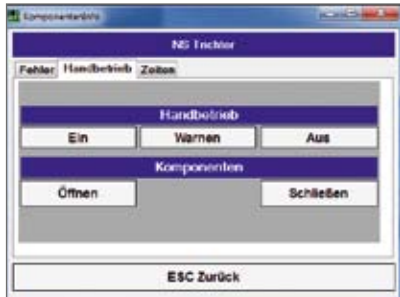 Komponenteninfo
NS Trichter
Fehler Handbetrieb Zeiten
Handbetrieb
Ein Warnen Aus
Komponenten
Öffnen Schließen
ESC Zurück